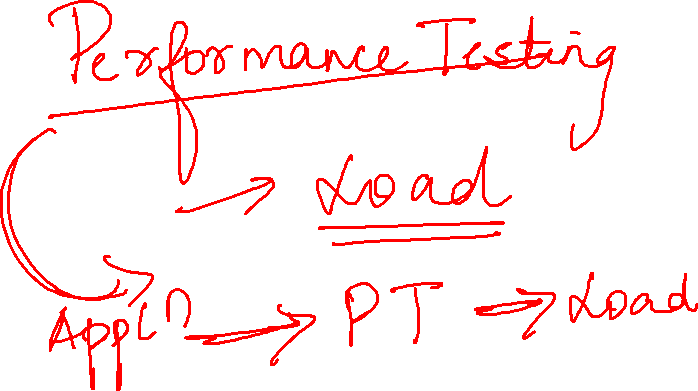 Performance Testing
→ Load
Appln → PT → Load